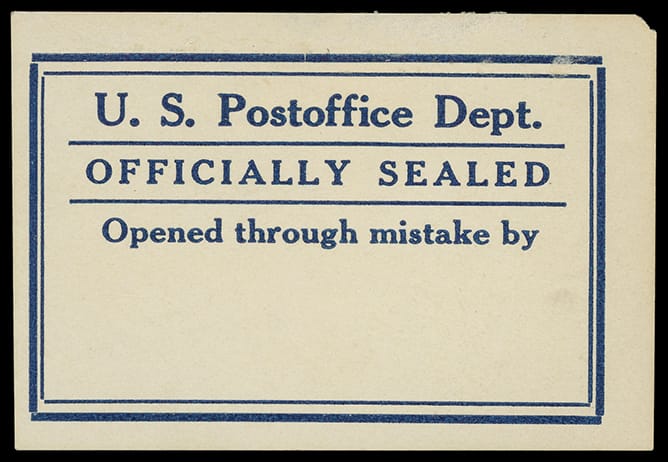 U. S. Postoffice Dept.
OFFICIALLY SEALED
Opened through mistake by